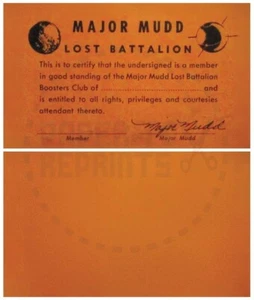 MAJOR MUDD
LOST BATTALION
This is to certify that the undersigned is a member
in good standing of the Major Mudd Lost Battalion
Boosters Club of ........................................ and
is entitled to all rights, privileges and courtesies
attendant thereto.
Major Mudd
Member Major Mudd
REPRINTS